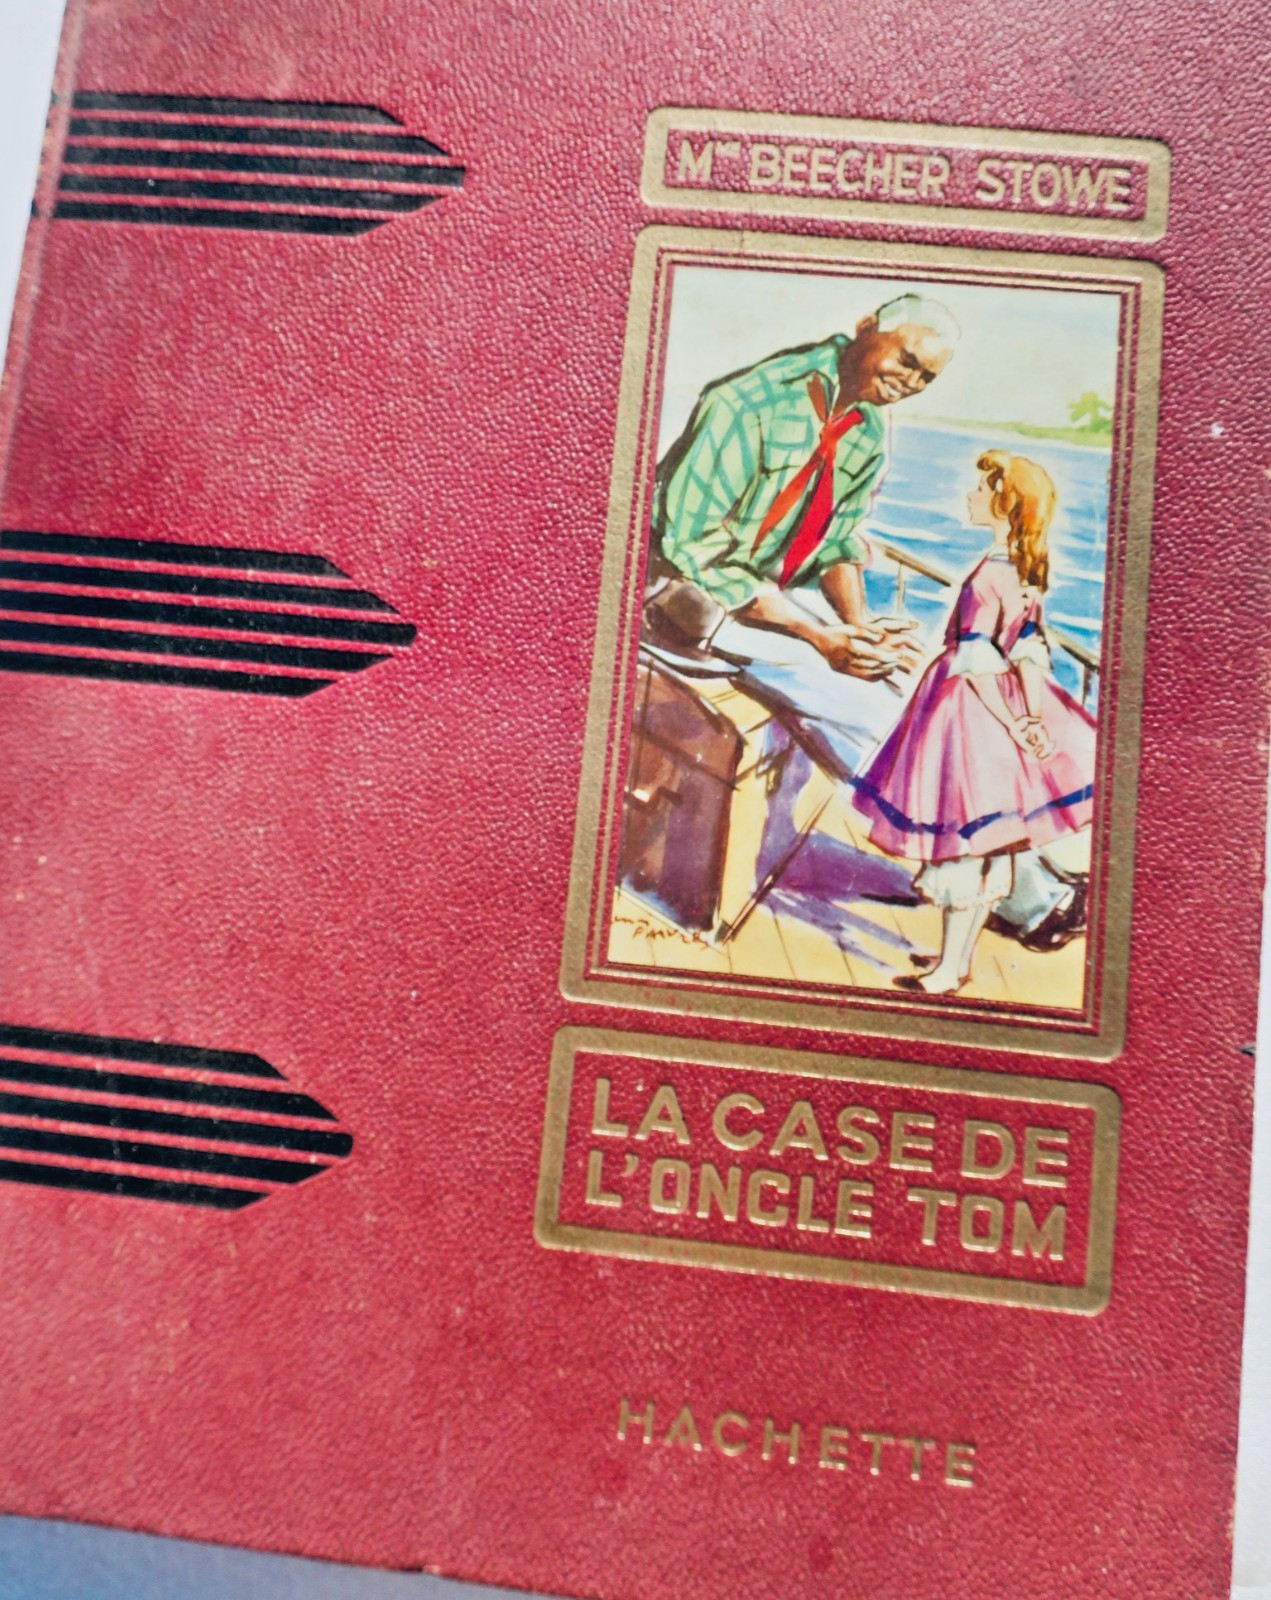 Mme BEECHER STOWE
LA CASE DE
L'ONCLE TOM
HACHETTE